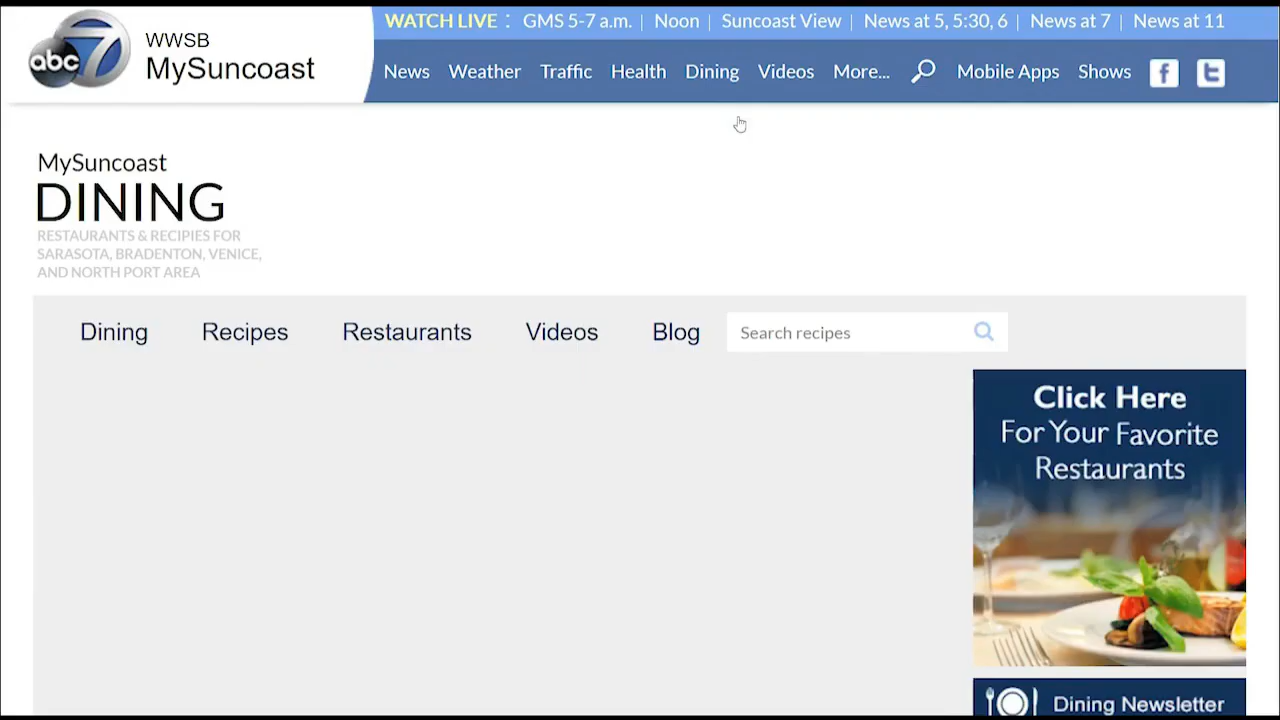 WATCH LIVE : GMS 5-7 a.m. | Noon | Suncoast View | News at 5, 5:30, 6 | News at 7 | News at 11
abc 7
WWSB
MySuncoast
News Weather Traffic Health Dining Videos More... Mobile Apps Shows f t
MySuncoast
DINING
RESTAURANTS & RECIPIES FOR
SARASOTA, BRADENTON, VENICE,
AND NORTH PORT AREA
Dining Recipes Restaurants Videos Blog Search recipes
Click Here
For Your Favorite
Restaurants
Dining Newsletter